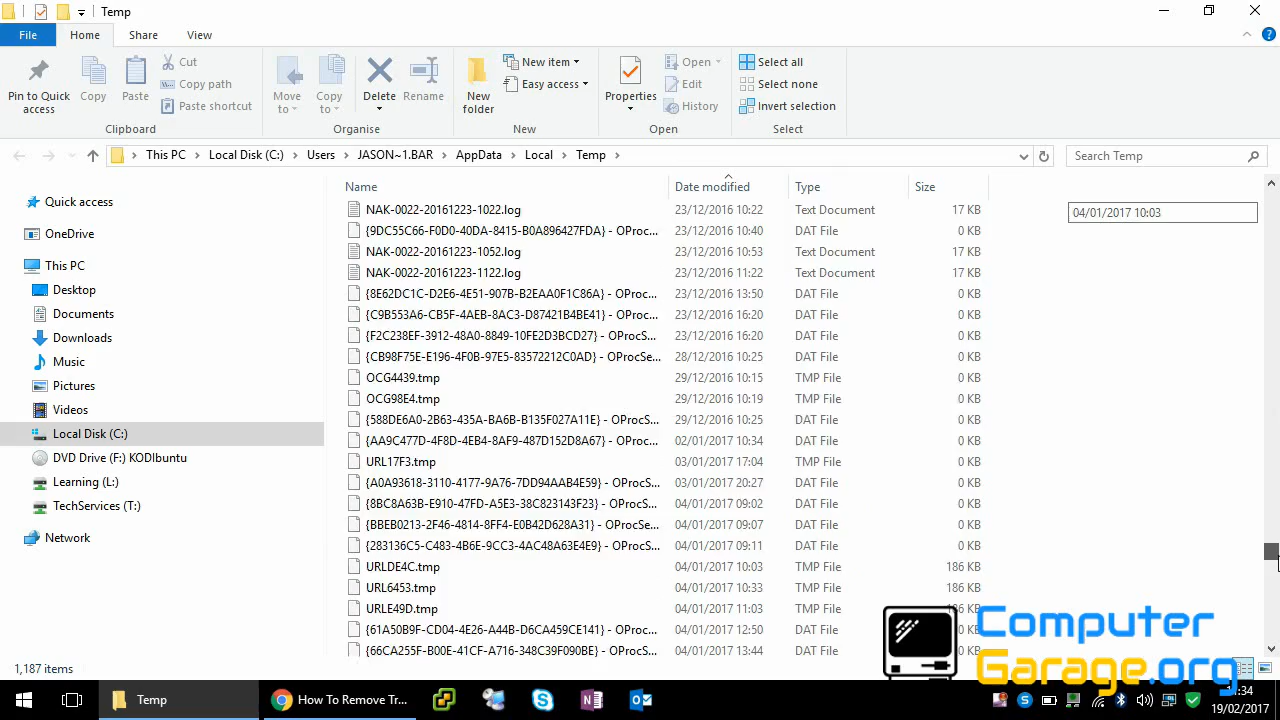 Temp
File Home Share View
Pin to Quick access
Copy
Paste
Cut
Copy path
Paste shortcut
Move to
Copy to
Delete
Rename
New folder
New item
Easy access
Properties
Open
Edit
History
Select all
Select none
Invert selection
Clipboard Organise New Open Select
This PC Local Disk (C:) Users JASON~1.BAR AppData Local Temp
Search Temp
Quick access
OneDrive
This PC
Desktop
Documents
Downloads
Music
Pictures
Videos
Local Disk (C:)
DVD Drive (F:) KODIbuntu
Learning (L:)
TechServices (T:)
Network
Name Date modified Type Size
NAK-0022-20161223-1022.log 23/12/2016 10:22 Text Document 17 KB
{9DC55C66-F0D0-40DA-8415-B0A896427FDA} - OProc... 23/12/2016 10:40 DAT File 0 KB
NAK-0022-20161223-1052.log 23/12/2016 10:53 Text Document 17 KB
NAK-0022-20161223-1122.log 23/12/2016 11:22 Text Document 17 KB
{8E62DC1C-D2E6-4E51-907B-B2EAA0F1C86A} - OProc... 23/12/2016 13:50 DAT File 0 KB
{C9B553A6-CB5F-4AEB-8AC3-D87421B4BE41} - OProc... 23/12/2016 16:20 DAT File 0 KB
{F2C238EF-3912-48A0-8849-10FE2D3BCD27} - OProc... 23/12/2016 16:20 DAT File 0 KB
{CB98F75E-E196-4F0B-97E5-83572212C0AD} - OProcSe... 28/12/2016 10:25 DAT File 0 KB
OCG4439.tmp 29/12/2016 10:15 TMP File 0 KB
OCG98E4.tmp 29/12/2016 10:19 TMP File 0 KB
{588DE6A0-2B63-435A-BA6B-B135F027A11E} - OProcS... 29/12/2016 10:25 DAT File 0 KB
{AA9C477D-4F8D-4EB4-8AF9-487D152D8A67} - OProc... 02/01/2017 10:34 DAT File 0 KB
URL17F3.tmp 03/01/2017 17:04 TMP File 0 KB
{A0A93618-3110-4177-9A76-7DD94AAB4E59} - OProcS... 03/01/2017 20:27 DAT File 0 KB
{8BC8A63B-E910-47FD-A5E3-38C823143F23} - OProcS... 04/01/2017 09:02 DAT File 0 KB
{BBEB0213-2F46-4814-8FF4-E0B42D628A31} - OProcSe... 04/01/2017 09:07 DAT File 0 KB
{283136C5-C483-4B6E-9CC3-4AC48A63E4E9} - OProcS... 04/01/2017 09:11 DAT File 0 KB
URLDE4C.tmp 04/01/2017 10:03 TMP File 186 KB
URL6453.tmp 04/01/2017 10:33 TMP File 186 KB
URLE49D.tmp 04/01/2017 11:03 TMP File KB
{61A50B9F-CD04-4E26-A44B-D6CA459CE141} - OProcS... 04/01/2017 12:50 DAT File KB
04/01/2017 13:44 DAT File KB
04/01/2017 10:03
Computer
Garage.org
1,187 items
Temp
How To Remove Tr...
:34
19/02/2017